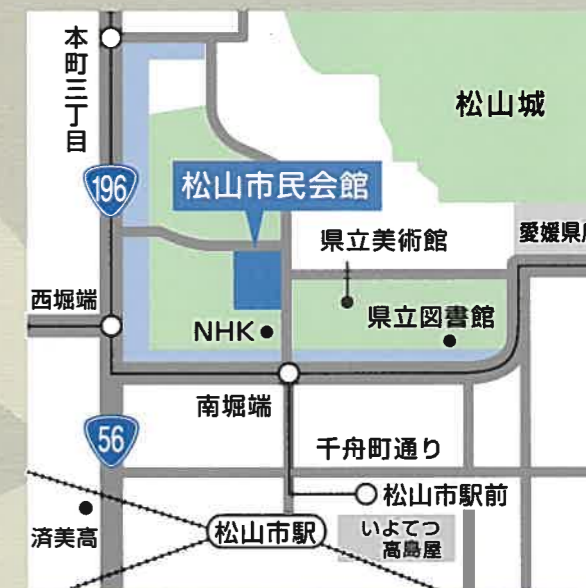 本町三丁目
松山城
196
松山市民会館
県立美術館
愛媛県
西堀端
NHK
県立図書館
南堀端
56
千舟町通り
松山市駅前
済美高
松山市駅
いよてつ
高島屋